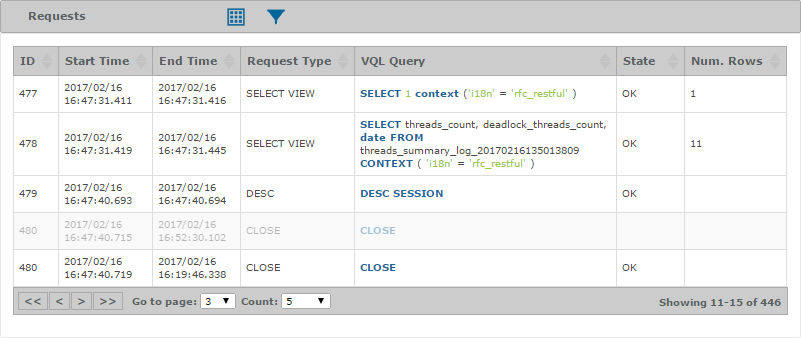 Requests
ID Start Time End Time Request Type VQL Query State Num. Rows
477 2017/02/16 16:47:31.411 2017/02/16 16:47:31.416 SELECT VIEW SELECT 1 context ('i18n' = 'rfc_restful' ) OK 1
478 2017/02/16 16:47:31.419 2017/02/16 16:47:31.445 SELECT VIEW SELECT threads_count, deadlock_threads_count,
date FROM
threads_summary_log_20170216135013809
CONTEXT ( 'i18n' = 'rfc_restful' ) OK 11
479 2017/02/16 16:47:40.693 2017/02/16 16:47:40.694 DESC DESC SESSION OK
480 2017/02/16 16:47:40.715 2017/02/16 16:52:30.102 CLOSE CLOSE
480 2017/02/16 16:47:40.719 2017/02/16 16:19:46.338 CLOSE CLOSE OK
<< < > >> Go to page: 3 Count: 5 Showing 11-15 of 446